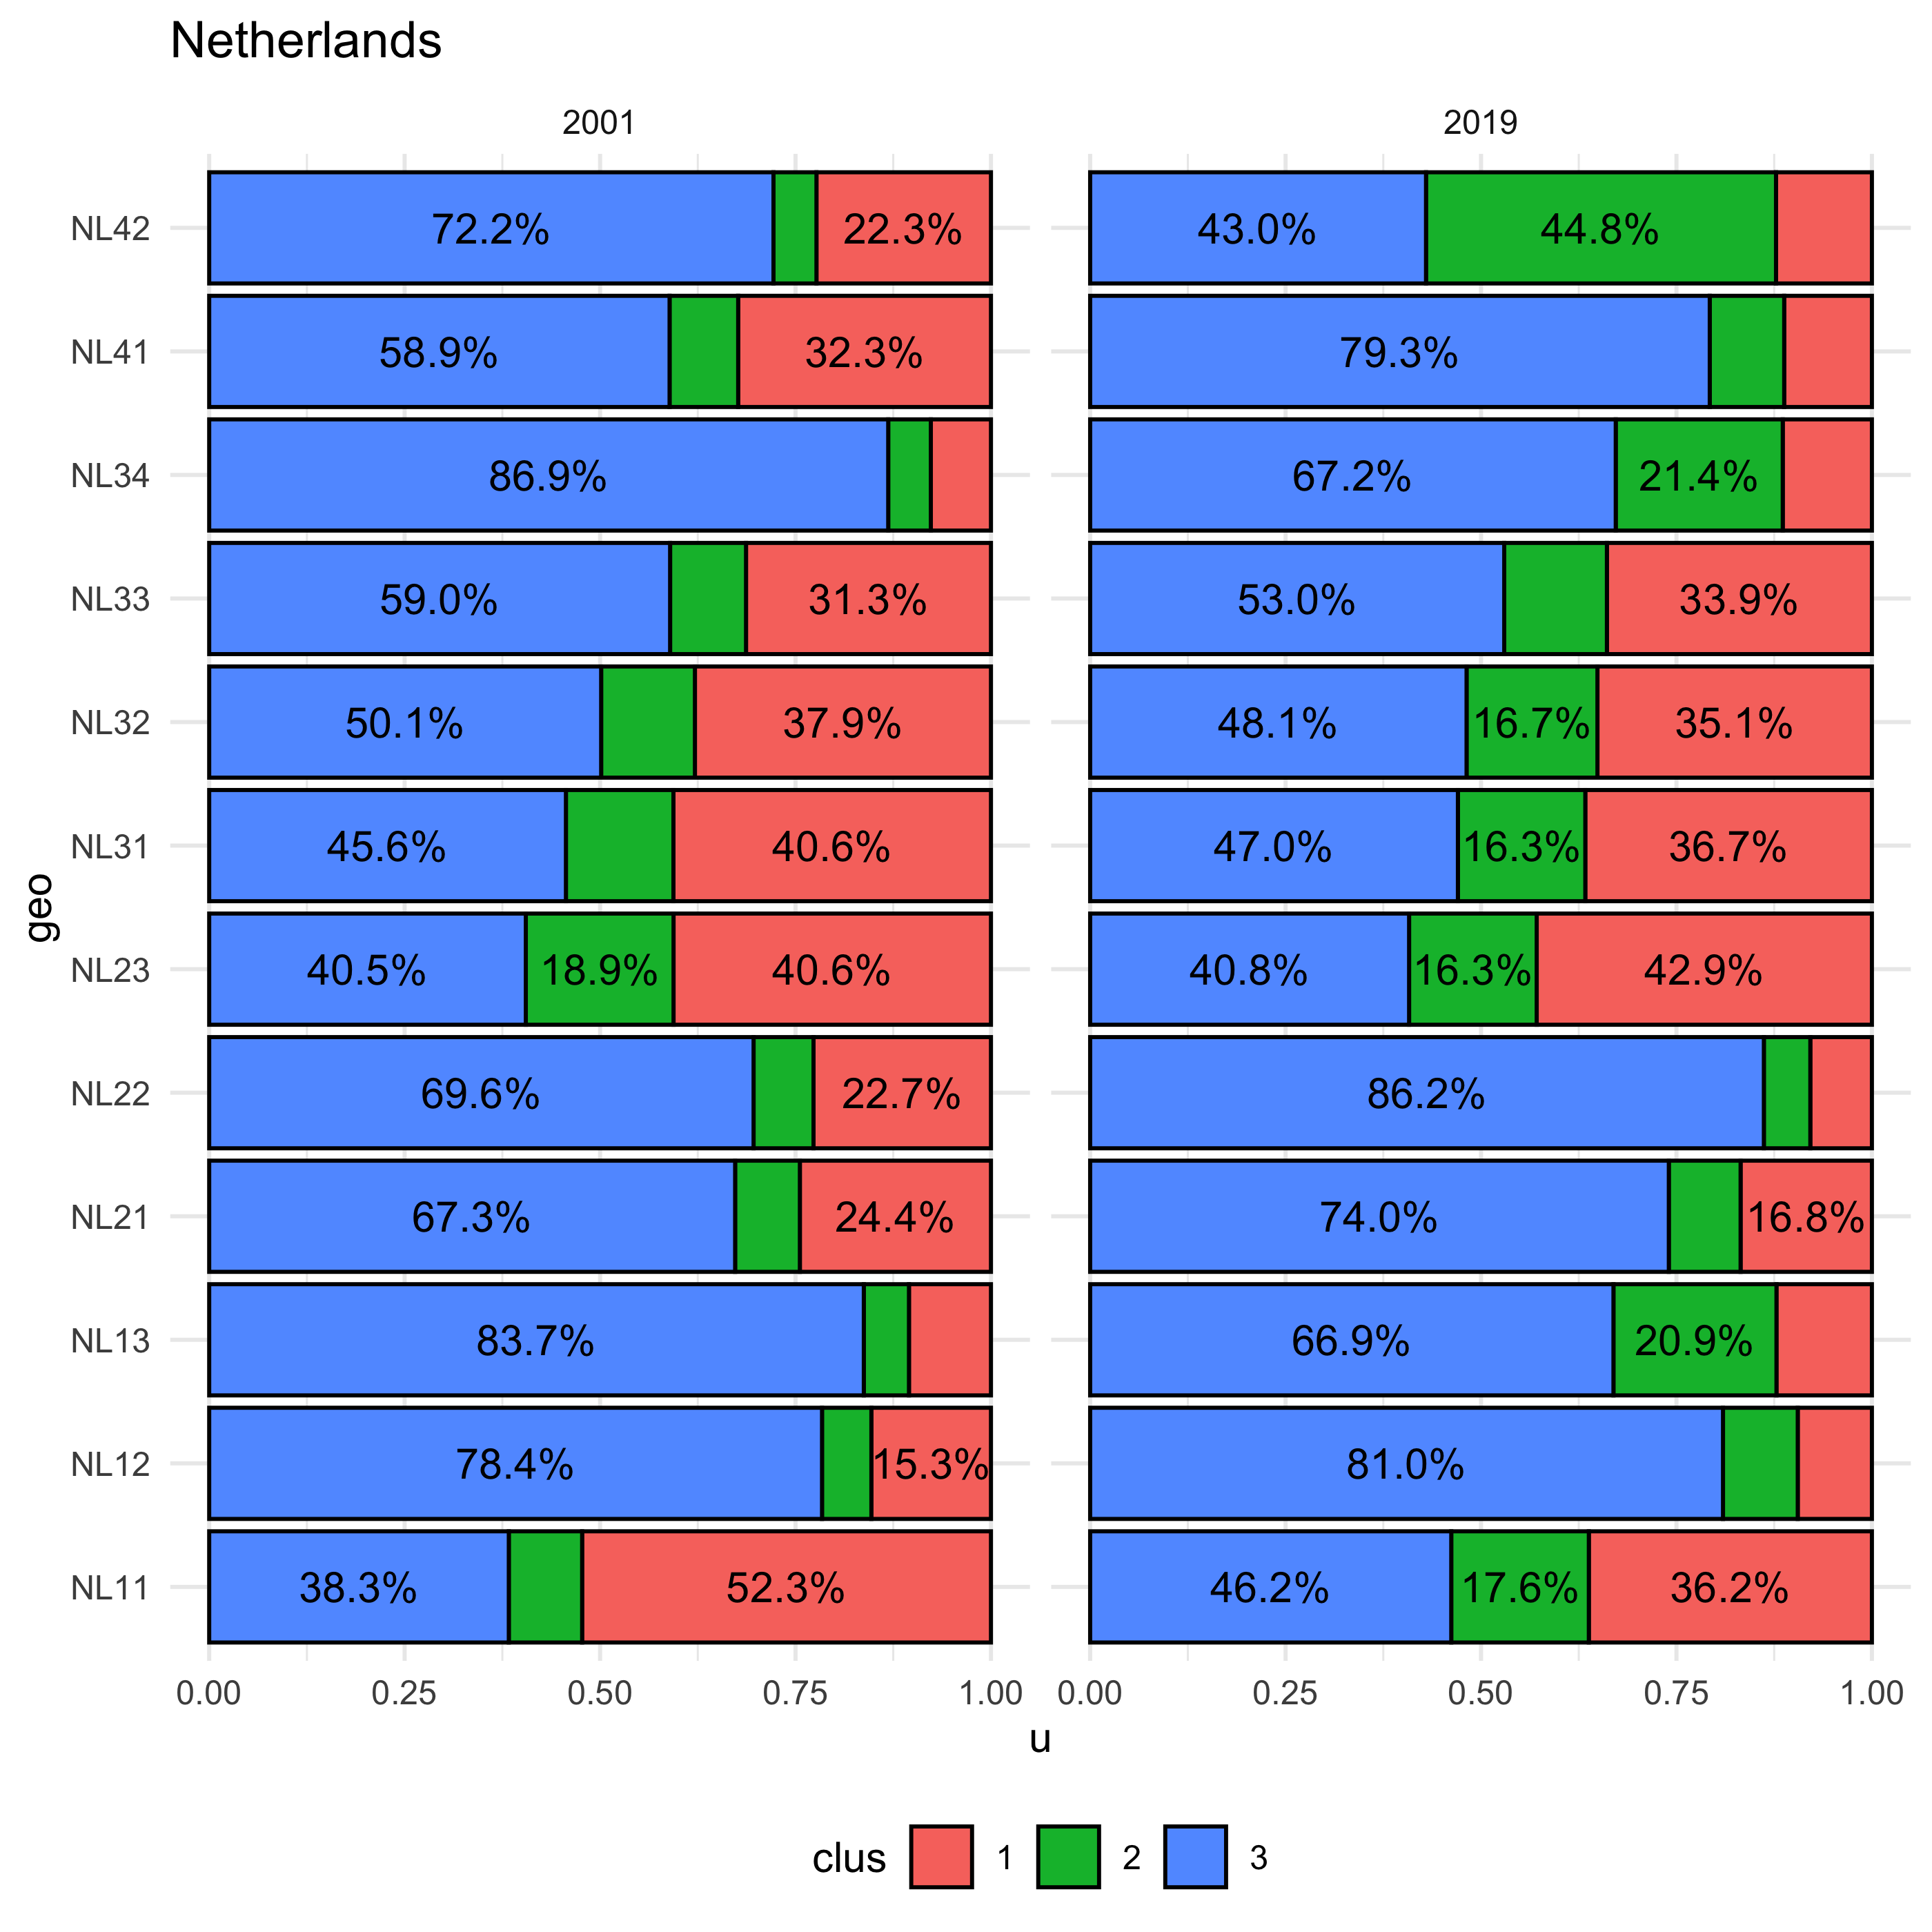 Netherlands
2001 2019
NL42 72.2% 22.3% 43.0% 44.8%
NL41 58.9% 32.3% 79.3%
NL34 86.9% 67.2% 21.4%
NL33 59.0% 31.3% 53.0% 33.9%
NL32 50.1% 37.9% 48.1% 16.7% 35.1%
NL31 45.6% 40.6% 47.0% 16.3% 36.7%
geo
NL23 40.5% 18.9% 40.6% 40.8% 16.3% 42.9%
NL22 69.6% 22.7% 86.2%
NL21 67.3% 24.4% 74.0% 16.8%
NL13 83.7% 66.9% 20.9%
NL12 78.4% 15.3% 81.0%
NL11 38.3% 52.3% 46.2% 17.6% 36.2%
0.00 0.25 0.50 0.75 1.00 0.00 0.25 0.50 0.75 1.00
u
clus 1 2 3